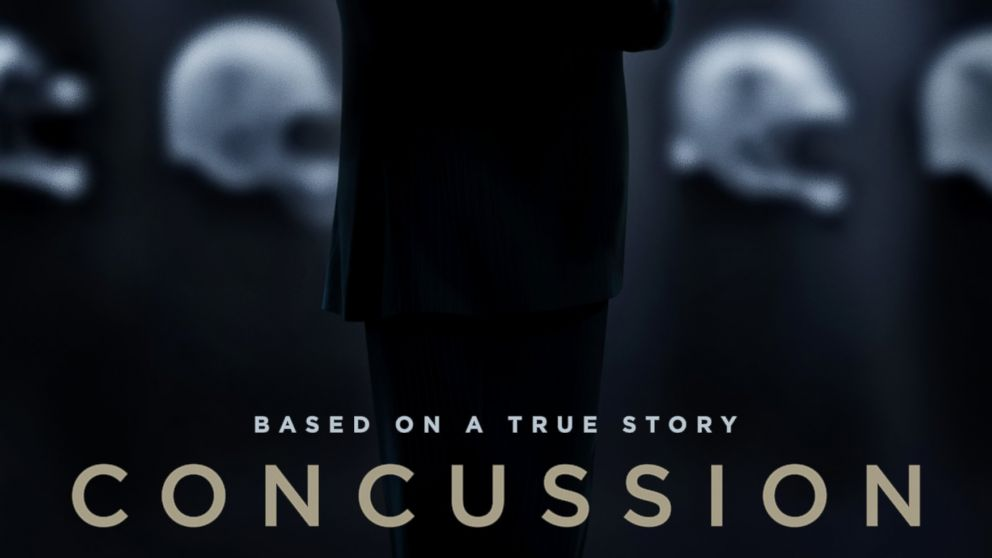 BASED ON A TRUE STORY
CONCUSSION